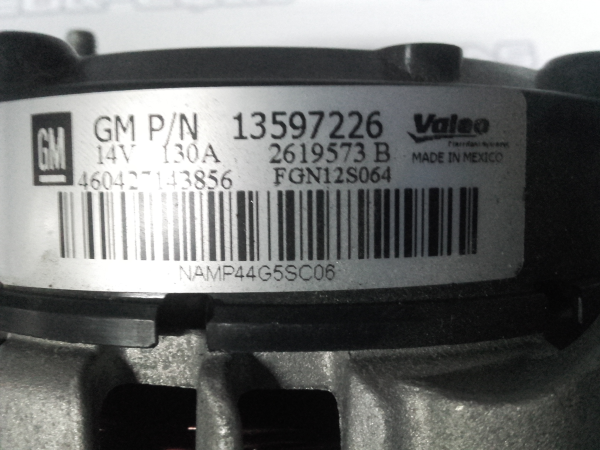 GM GM P/N 13597226 Valeo
14V 130A 2619573 B MADE IN MEXICO
460427143856 FGN12S064
NAMP44G5SC06